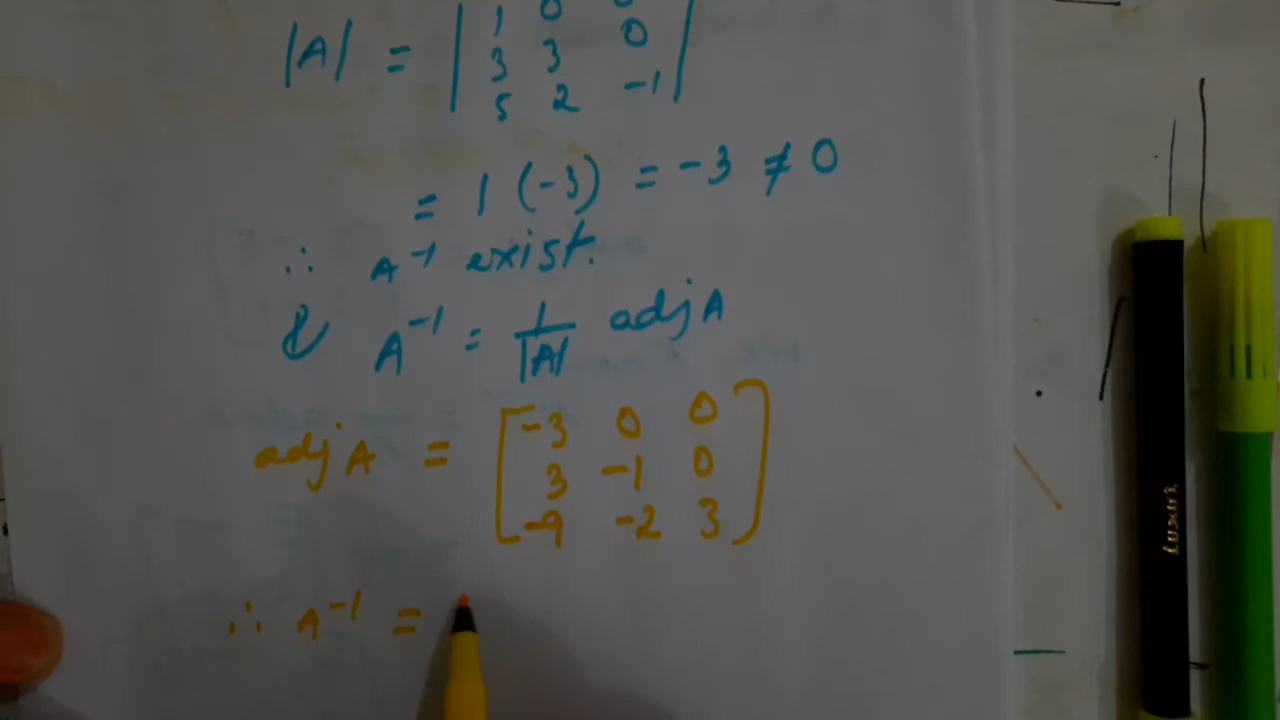 |A| = | 1 0 0
3 3 0
5 2 -1 |
= 1 (-3) = -3 ≠ 0
∴ A⁻¹ exist.
& A⁻¹ = 1/|A| adj A
adj A = [ -3 0 0
3 -1 0
-9 -2 3 ]
∴ A⁻¹ =
Luxor